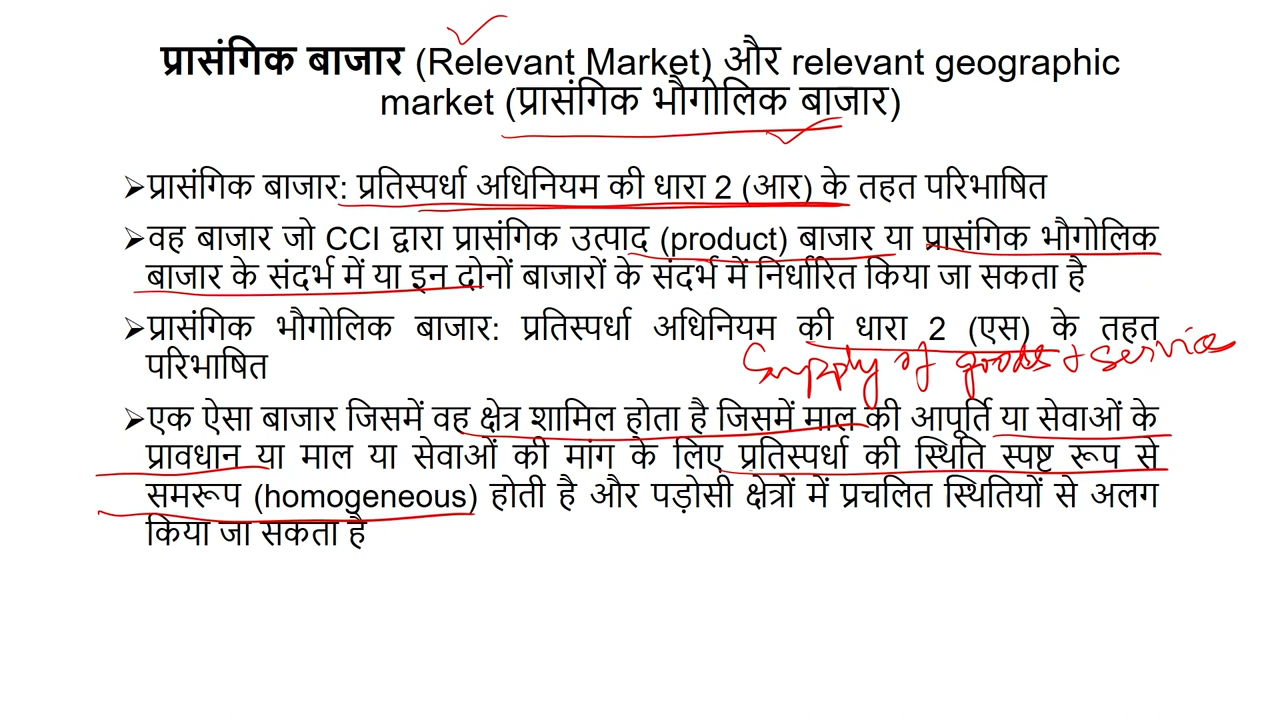 प्रासंगिक बाजार (Relevant Market) और relevant geographic
market (प्रासंगिक भौगोलिक बाजार)
➢प्रासंगिक बाजार: प्रतिस्पर्धा अधिनियम की धारा 2 (आर) के तहत परिभाषित
➢वह बाजार जो CCI द्वारा प्रासंगिक उत्पाद (product) बाजार या प्रासंगिक भौगोलिक
बाजार के संदर्भ में या इन दोनों बाजारों के संदर्भ में निर्धारित किया जा सकता है
➢प्रासंगिक भौगोलिक बाजार: प्रतिस्पर्धा अधिनियम की धारा 2 (एस) के तहत
परिभाषित
Supply of goods & service
➢एक ऐसा बाजार जिसमें वह क्षेत्र शामिल होता है जिसमें माल की आपूर्ति या सेवाओं के
प्रावधान या माल या सेवाओं की मांग के लिए प्रतिस्पर्धा की स्थिति स्पष्ट रूप से
समरूप (homogeneous) होती है और पड़ोसी क्षेत्रों में प्रचलित स्थितियों से अलग
किया जा सकता है